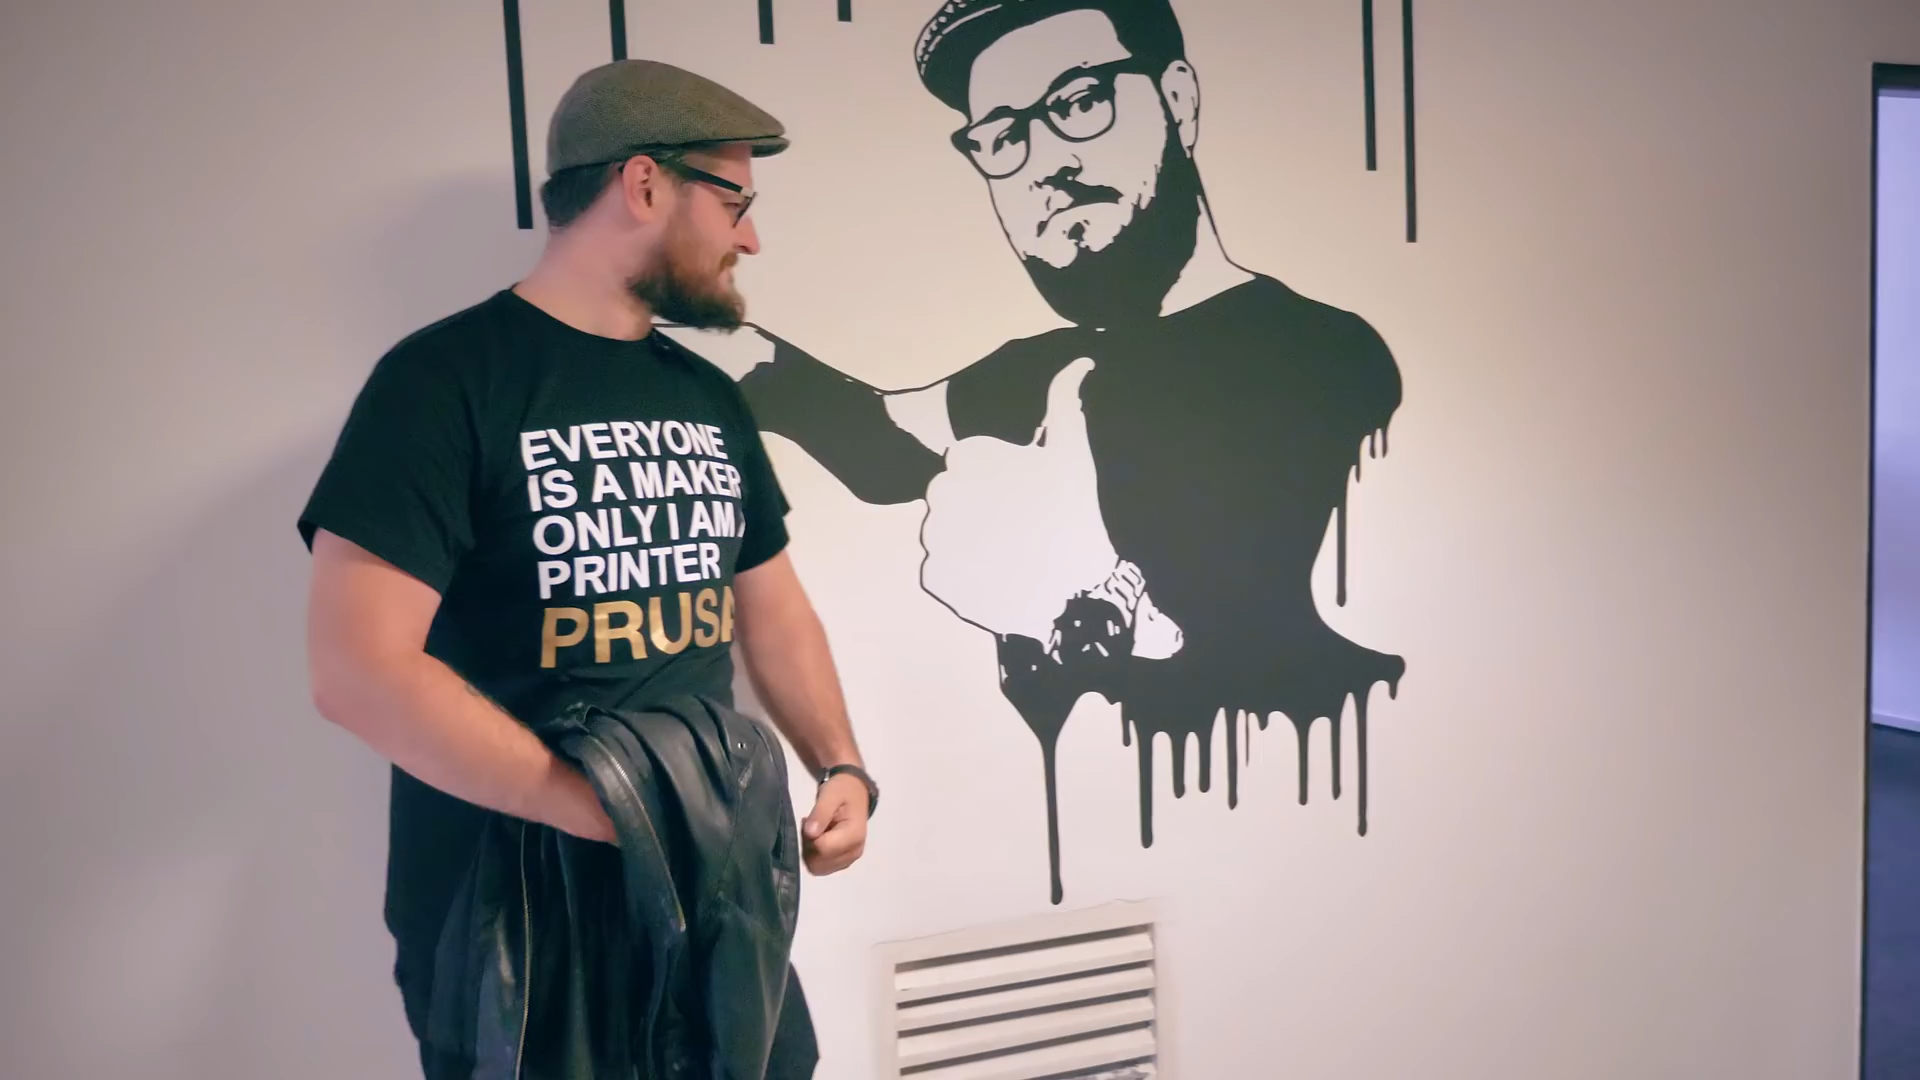 EVERYONE
IS A MAKER
ONLY I AM
PRINTER
PRUSA